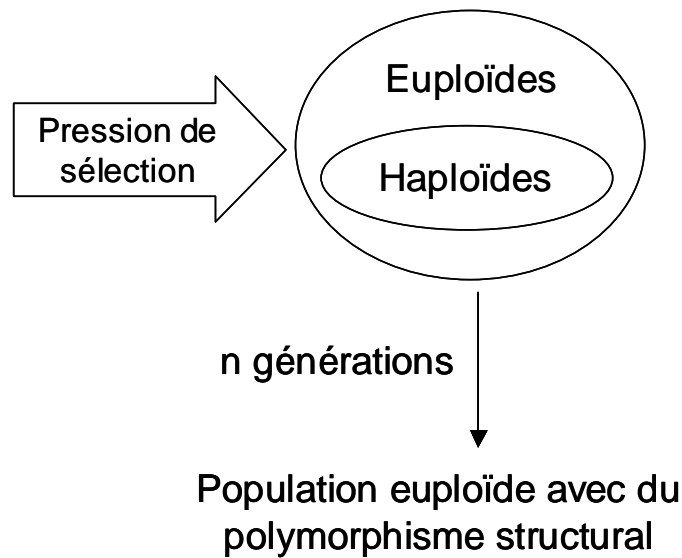 Euploïdes
Pression de
sélection
Haploïdes
n générations
Population euploïde avec du
polymorphisme structural